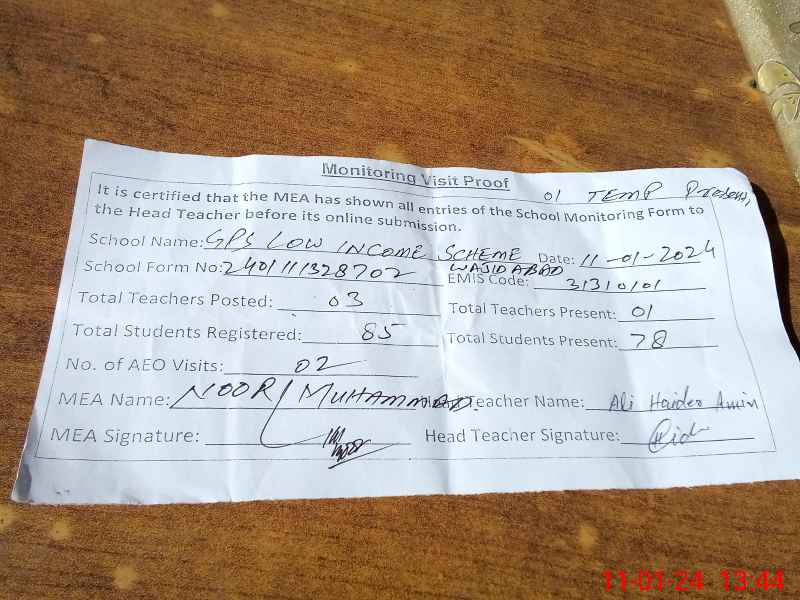 Monitoring Visit Proof
01 TEMP Present,
It is certified that the MEA has shown all entries of the School Monitoring Form to
the Head Teacher before its online submission.
School Name: GPS LOW INCOME SCHEME Date: 11-01-2024
WAJIDABAD
School Form No: 2401111328702 EMIS Code: 31310101
Total Teachers Posted: 03 Total Teachers Present: 01
Total Students Registered: 85 Total Students Present: 78
No. of AEO Visits: 02
MEA Name: NOOR MUHAMMAD Teacher Name: Ali Haider Amin
MEA Signature: Head Teacher Signature:
11-01-24 13:44